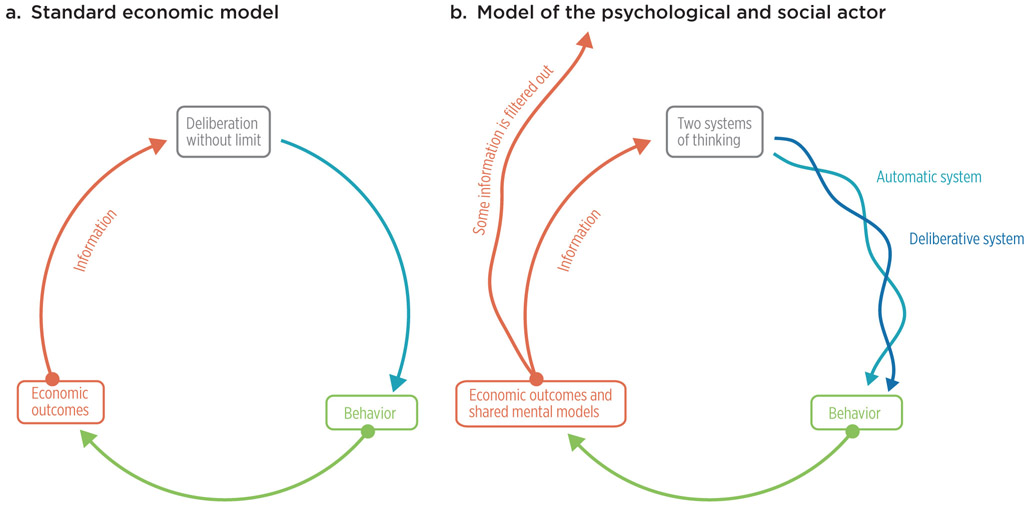 a. Standard economic model
Deliberation
without limit
Information
Economic
outcomes
Behavior
b. Model of the psychological and social actor
Some information is filtered out
Two systems
of thinking
Automatic system
Information
Deliberative system
Economic outcomes and
shared mental models
Behavior